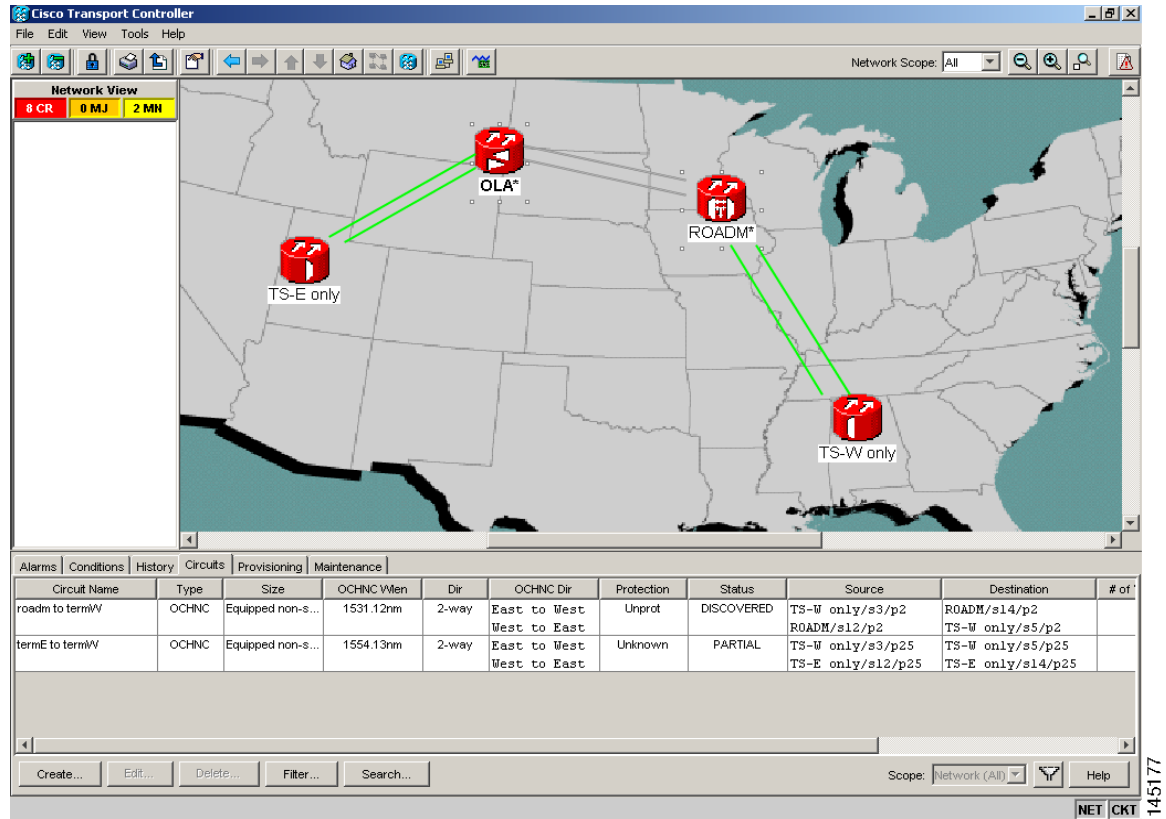 Cisco Transport Controller
File Edit View Tools Help
Network Scope: All
Network View
8 CR 0 MJ 2 MN
OLA*
ROADM*
TS-E only
TS-W only
Alarms Conditions History Circuits Provisioning Maintenance
Circuit Name Type Size OCHNC Wlen Dir OCHNC Dir Protection Status Source Destination # of
roadm to termW OCHNC Equipped non-s... 1531.12nm 2-way East to West Unprot DISCOVERED TS-W only/s3/p2 ROADM/s14/p2
West to East ROADM/s12/p2 TS-W only/s5/p2
termE to termW OCHNC Equipped non-s... 1554.13nm 2-way East to West Unknown PARTIAL TS-W only/s3/p25 TS-W only/s5/p25
West to East TS-E only/s12/p25 TS-E only/s14/p25
Create... Edit... Delete... Filter... Search... Scope: Network (All) Help
NET CKT
145177